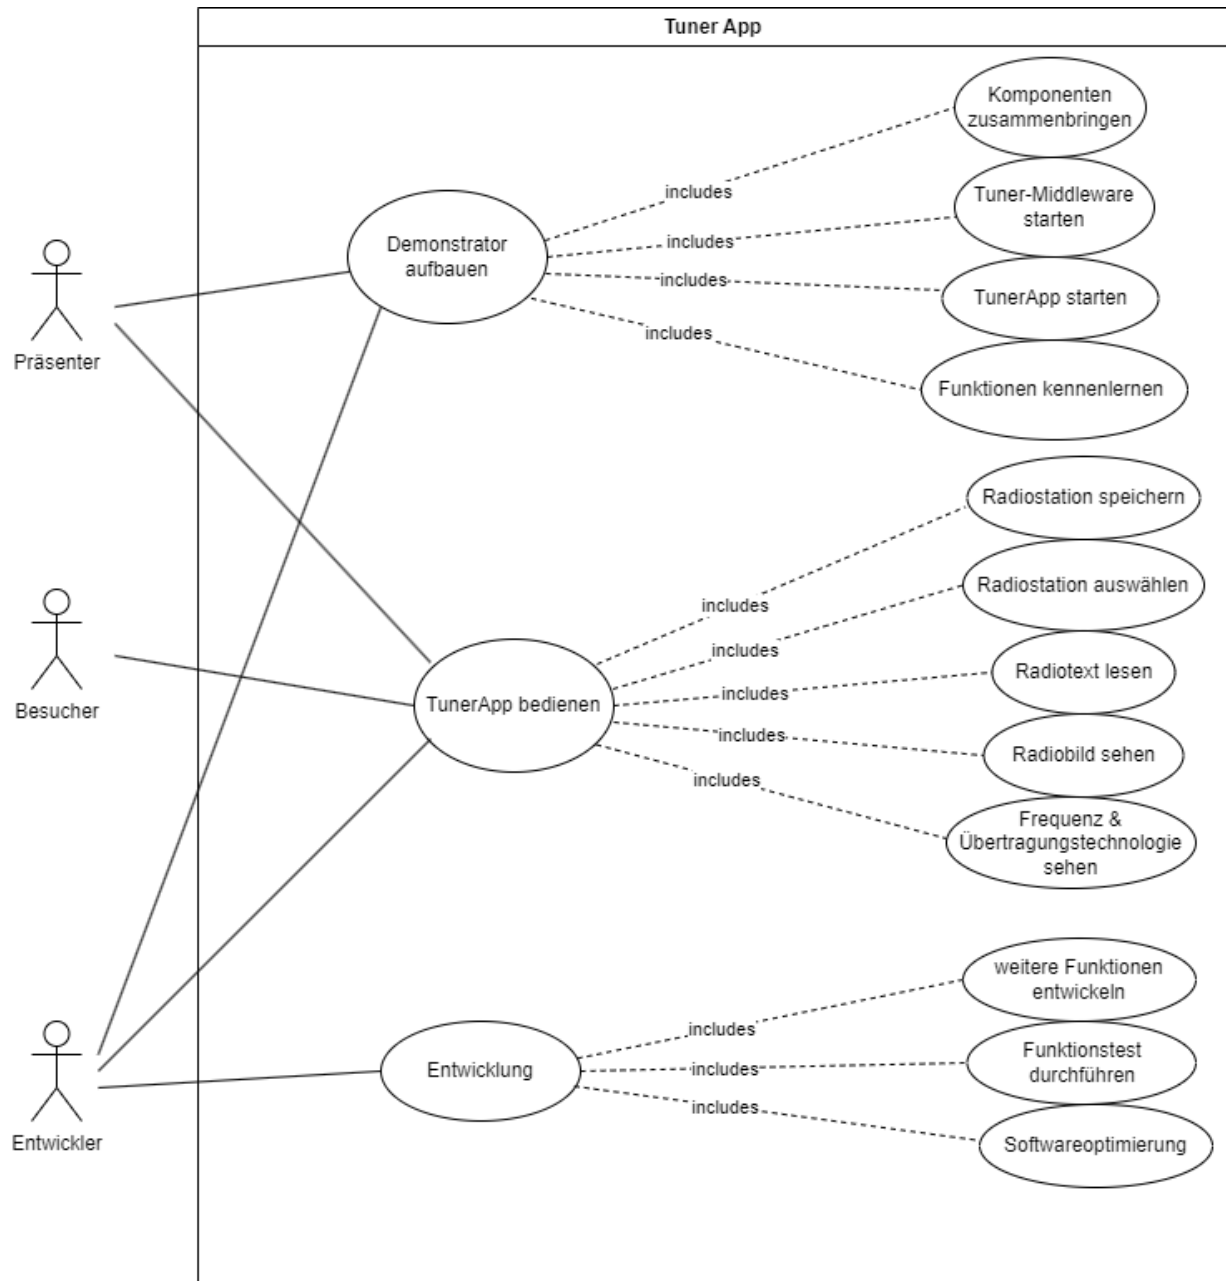 Tuner App
Komponenten
zusammenbringen
includes
Tuner-Middleware
starten
Demonstrator
aufbauen
includes
includes
TunerApp starten
Präsenter
includes
Funktionen kennenlernen
Radiostation speichern
includes
Radiostation auswählen
includes
Radiotext lesen
Besucher
TunerApp bedienen
includes
includes
Radiobild sehen
includes
Frequenz &
Übertragungstechnologie
sehen
weitere Funktionen
entwickeln
includes
Entwicklung
includes
Funktionstest
durchführen
includes
Entwickler
Softwareoptimierung